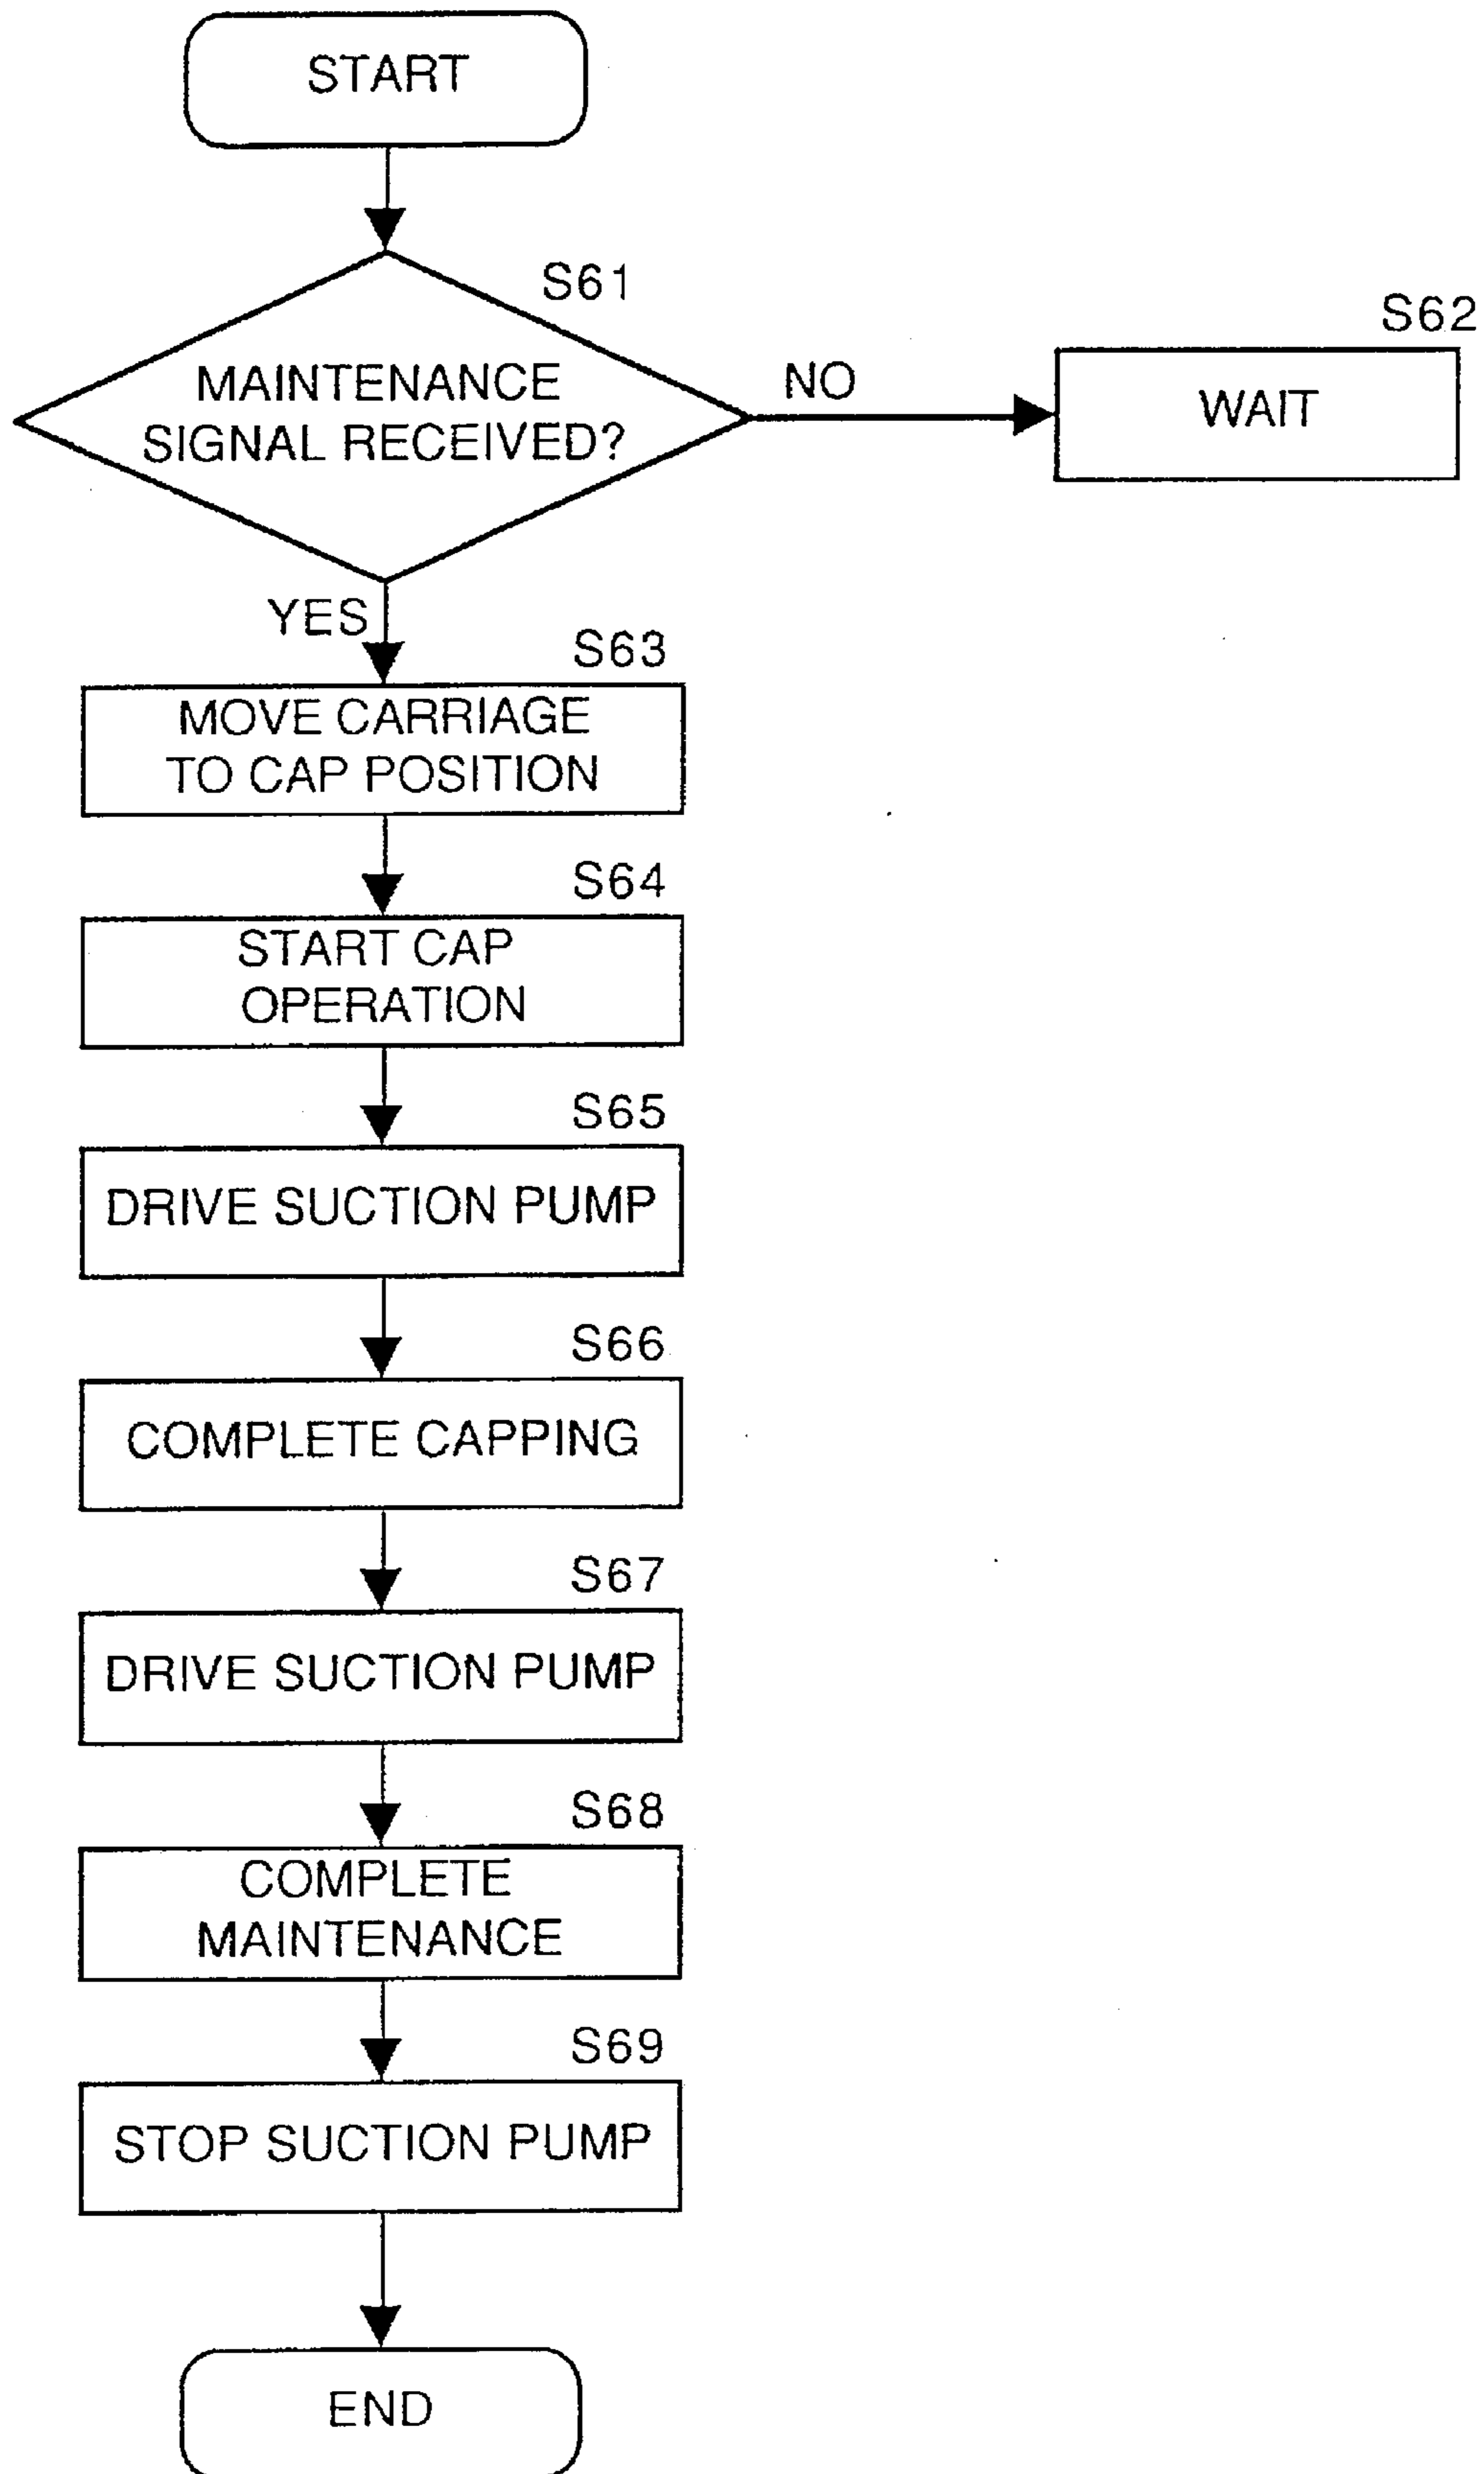 START
S61
MAINTENANCE
SIGNAL RECEIVED?
NO
S62
WAIT
YES
S63
MOVE CARRIAGE
TO CAP POSITION
S64
START CAP
OPERATION
S65
DRIVE SUCTION PUMP
S66
COMPLETE CAPPING
S67
DRIVE SUCTION PUMP
S68
COMPLETE
MAINTENANCE
S69
STOP SUCTION PUMP
END